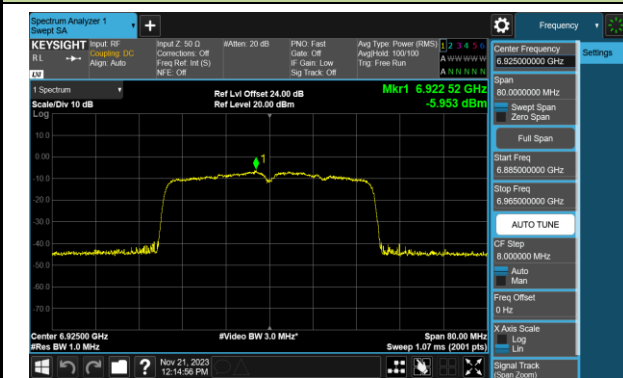 Spectrum Analyzer 1
Swept SA
Frequency
KEYSIGHT
RL
LNI
Input: RF
Coupling: DC
Align: Auto
Input Z: 50 Ω
Corrections: Off
Freq Ref: Int (S)
NFE: Off
#Atten: 20 dB
PNO: Fast
Gate: Off
IF Gain: Low
Sig Track: Off
Avg Type: Power (RMS)
Avg|Hold: 100/100
Trig: Free Run
1 2 3 4 5 6
A W W W W W
A N N N N N
1 Spectrum
Scale/Div 10 dB
Ref Lvl Offset 24.00 dB
Ref Level 20.00 dBm
Mkr1 6.922 52 GHz
-5.953 dBm
Log
10.0
0.00
-10.0
-20.0
-30.0
-40.0
-50.0
-60.0
-70.0
1
Center 6.92500 GHz
#Res BW 1.0 MHz
#Video BW 3.0 MHz*
Span 80.00 MHz
Sweep 1.07 ms (2001 pts)
Nov 21, 2023
12:14:56 PM
Center Frequency
6.925000000 GHz
Settings
Span
80.0000000 MHz
Swept Span
Zero Span
Full Span
Start Freq
6.885000000 GHz
Stop Freq
6.965000000 GHz
AUTO TUNE
CF Step
8.000000 MHz
Auto
Man
Freq Offset
0 Hz
X Axis Scale
Log
Lin
Signal Track
(Span Zoom)